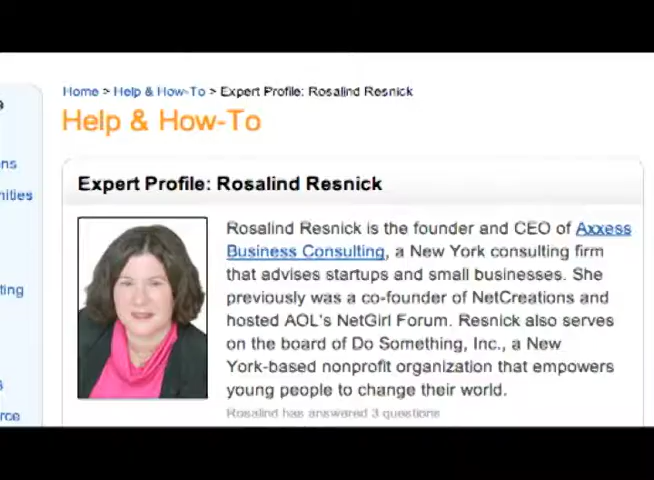 Home > Help & How-To > Expert Profile: Rosalind Resnick
Help & How-To
ns
nities
ting
s
rce
Expert Profile: Rosalind Resnick
Rosalind Resnick is the founder and CEO of Axxess
Business Consulting, a New York consulting firm
that advises startups and small businesses. She
previously was a co-founder of NetCreations and
hosted AOL's NetGirl Forum. Resnick also serves
on the board of Do Something, Inc., a New
York-based nonprofit organization that empowers
young people to change their world.
Rosalind has answered 3 questions